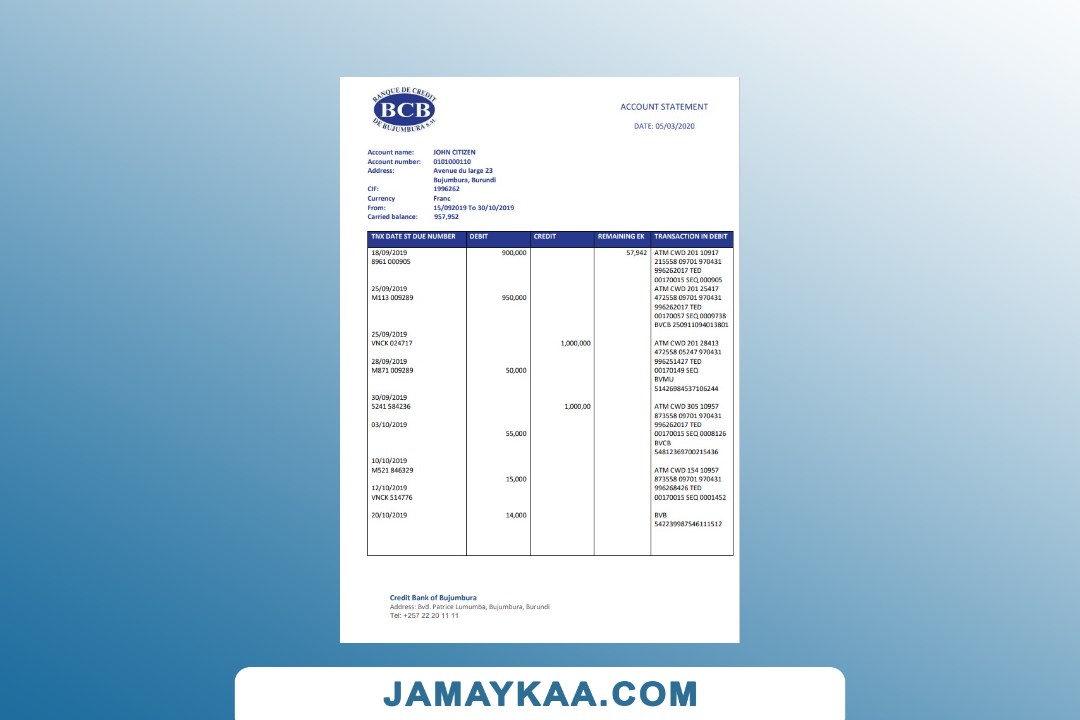 BANQUE DE CREDIT
BCB
DE BUJUMBURA S.M.
ACCOUNT STATEMENT
DATE: 05/03/2020
Account name: JOHN CITIZEN
Account number: 0101000110
Address: Avenue du large 23
Bujumbura, Burundi
CIF: 1996262
Currency Franc
From: 15/092019 To 30/10/2019
Carried balance: 957,952
TNX DATE ST DUE NUMBER DEBIT CREDIT REMAINING EK TRANSACTION IN DEBIT
18/09/2019 900,000 57,942 ATM CWD 201 10917
8961 000905 215558 09701 970431
996262017 TED
00170015 SEQ 000905
25/09/2019 ATM CWD 201 25417
M113 009289 950,000 472558 09701 970431
996262017 TED
00170057 SEQ 0009738
BVCB 250911094013801
25/09/2019
VNCK 024717 1,000,000 ATM CWD 201 28413
472558 05247 970431
28/09/2019 996251427 TED
M871 009289 50,000 00170149 SEQ
BVMU
51426984537106244
30/09/2019
5241 584236 1,000,00 ATM CWD 305 10957
873558 09701 970431
03/10/2019 996262017 TED
55,000 00170015 SEQ 0008126
BVCB
54812369700215436
10/10/2019
M521 846329 ATM CWD 154 10957
15,000 873558 09701 970431
12/10/2019 996268426 TED
VNCK 514776 00170015 SEQ 0001452
20/10/2019 14,000 BVB
542239987546111512
Credit Bank of Bujumbura
Address: Bvd. Patrice Lumumba, Bujumbura, Burundi
Tel: +257 22 20 11 11
JAMAYKAA.COM